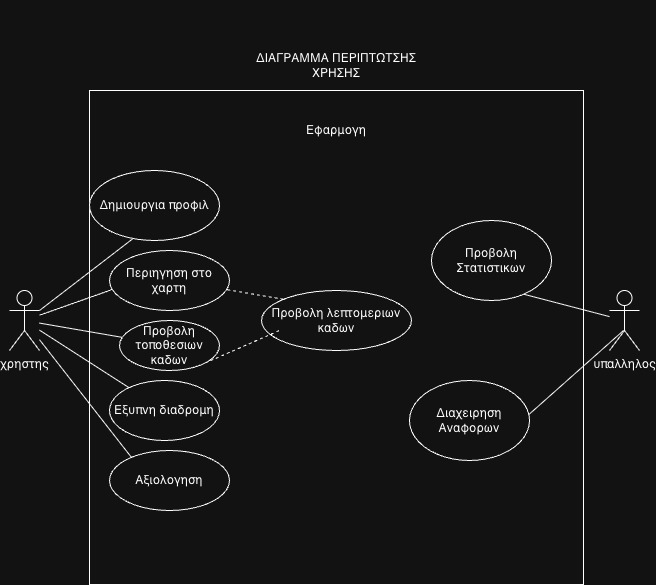 ΔΙΑΓΡΑΜΜΑ ΠΕΡΙΠΤΩΤΣΗΣ
ΧΡΗΣΗΣ
Εφαρμογη
Δημιουργια προφιλ
Περιηγηση στο
χαρτη
Προβολη
τοποθεσιων
καδων
Εξυπνη διαδρομη
Αξιολογηση
Προβολη λεπτομεριων
καδων
Προβολη
Στατιστικων
Διαχειρηση
Αναφορων
χρηστης
υπαλληλος